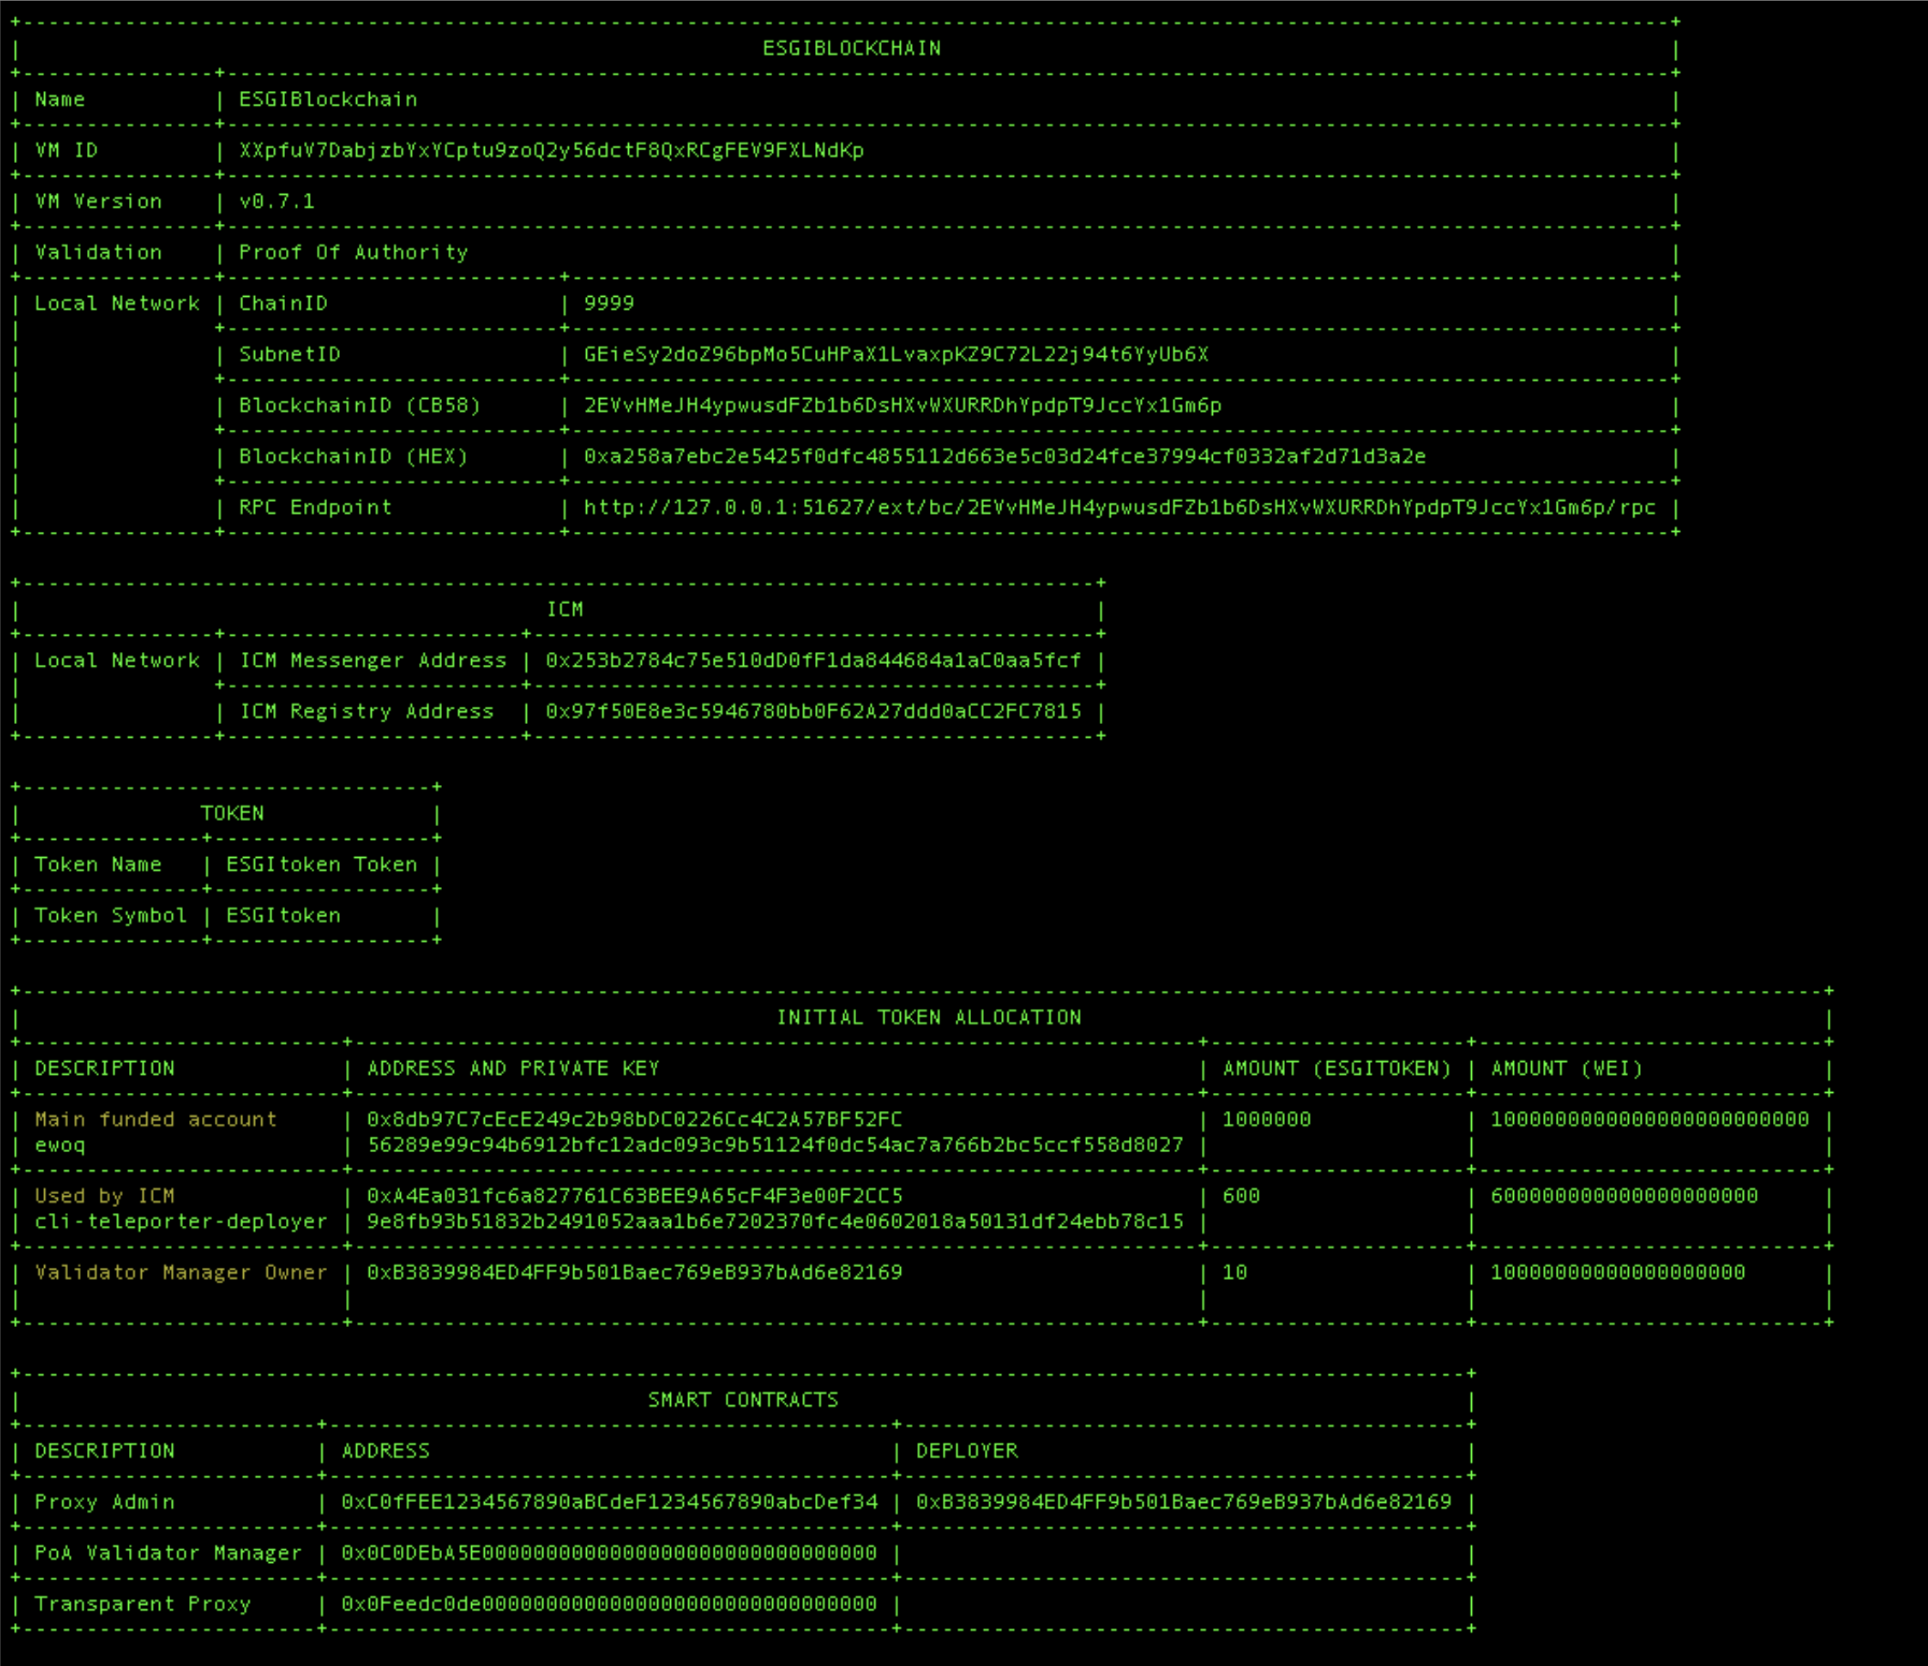 ESGIBLOCKCHAIN
Name | ESGIBlockchain
VM ID | XXpfuV7DabjzbYxYCptu9zoQ2y56dctF8QxRCgFEV9FXLNdKp
VM Version | v0.7.1
Validation | Proof Of Authority
Local Network | ChainID | 9999
SubnetID | GEieSy2doZ96bpMo5CuHPaX1LvaxpKZ9C72L22j94t6YyUb6X
BlockchainID (CB58) | 2EVvHMeJH4ypwusdFZb1b6DsHXvWXURRDhYpdpT9JccYx1Gm6p
BlockchainID (HEX) | 0xa258a7ebc2e5425f0dfc4855112d663e5c03d24fce37994cf0332af2d71d3a2e
RPC Endpoint | http://127.0.0.1:51627/ext/bc/2EVvHMeJH4ypwusdFZb1b6DsHXvWXURRDhYpdpT9JccYx1Gm6p/rpc
ICM
Local Network | ICM Messenger Address | 0x253b2784c75e510dD0fF1da844684a1aC0aa5fcf
ICM Registry Address | 0x97f50E8e3c5946780bb0F62A27ddd0aCC2FC7815
TOKEN
Token Name | ESGItoken Token
Token Symbol | ESGItoken
INITIAL TOKEN ALLOCATION
DESCRIPTION | ADDRESS AND PRIVATE KEY | AMOUNT (ESGITOKEN) | AMOUNT (WEI)
Main funded account | 0x8db97C7cEcE249c2b98bDC0226Cc4C2A57BF52FC | 1000000 | 1000000000000000000000000
ewoq | 56289e99c94b6912bfc12adc093c9b51124f0dc54ac7a766b2bc5ccf558d8027
Used by ICM | 0xA4Ea031fc6a827761C63BEE9A65cF4F3e00F2CC5 | 600 | 600000000000000000000
cli-teleporter-deployer | 9e8fb93b51832b2491052aaa1b6e7202370fc4e0602018a50131df24ebb78c15
Validator Manager Owner | 0xB3839984ED4FF9b501Baec769eB937bAd6e82169 | 10 | 10000000000000000000
SMART CONTRACTS
DESCRIPTION | ADDRESS | DEPLOYER
Proxy Admin | 0xC0fFEE1234567890aBCdeF1234567890abcDef34 | 0xB3839984ED4FF9b501Baec769eB937bAd6e82169
PoA Validator Manager | 0x0C0DEbA5E0000000000000000000000000000000
Transparent Proxy | 0x0Feedc0de0000000000000000000000000000000